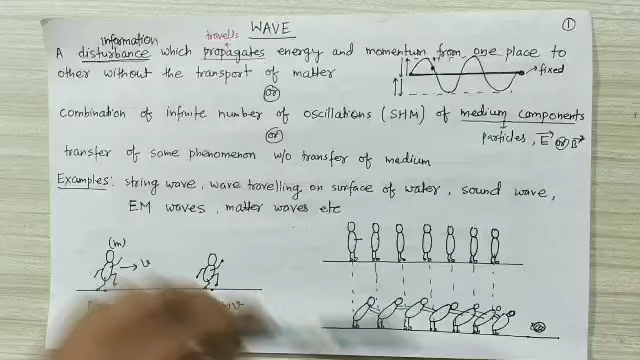 WAVE
①
information
travells
A disturbance which propagates energy and momentum from one place to
other without the transport of matter
fixed
or
combination of infinite number of oscillations (SHM) of medium components
or
particles, E or B
transfer of some phenomenon w/o transfer of medium
Examples: string wave, wave travelling on surface of water, sound wave,
EM waves, matter waves etc
(m)
v